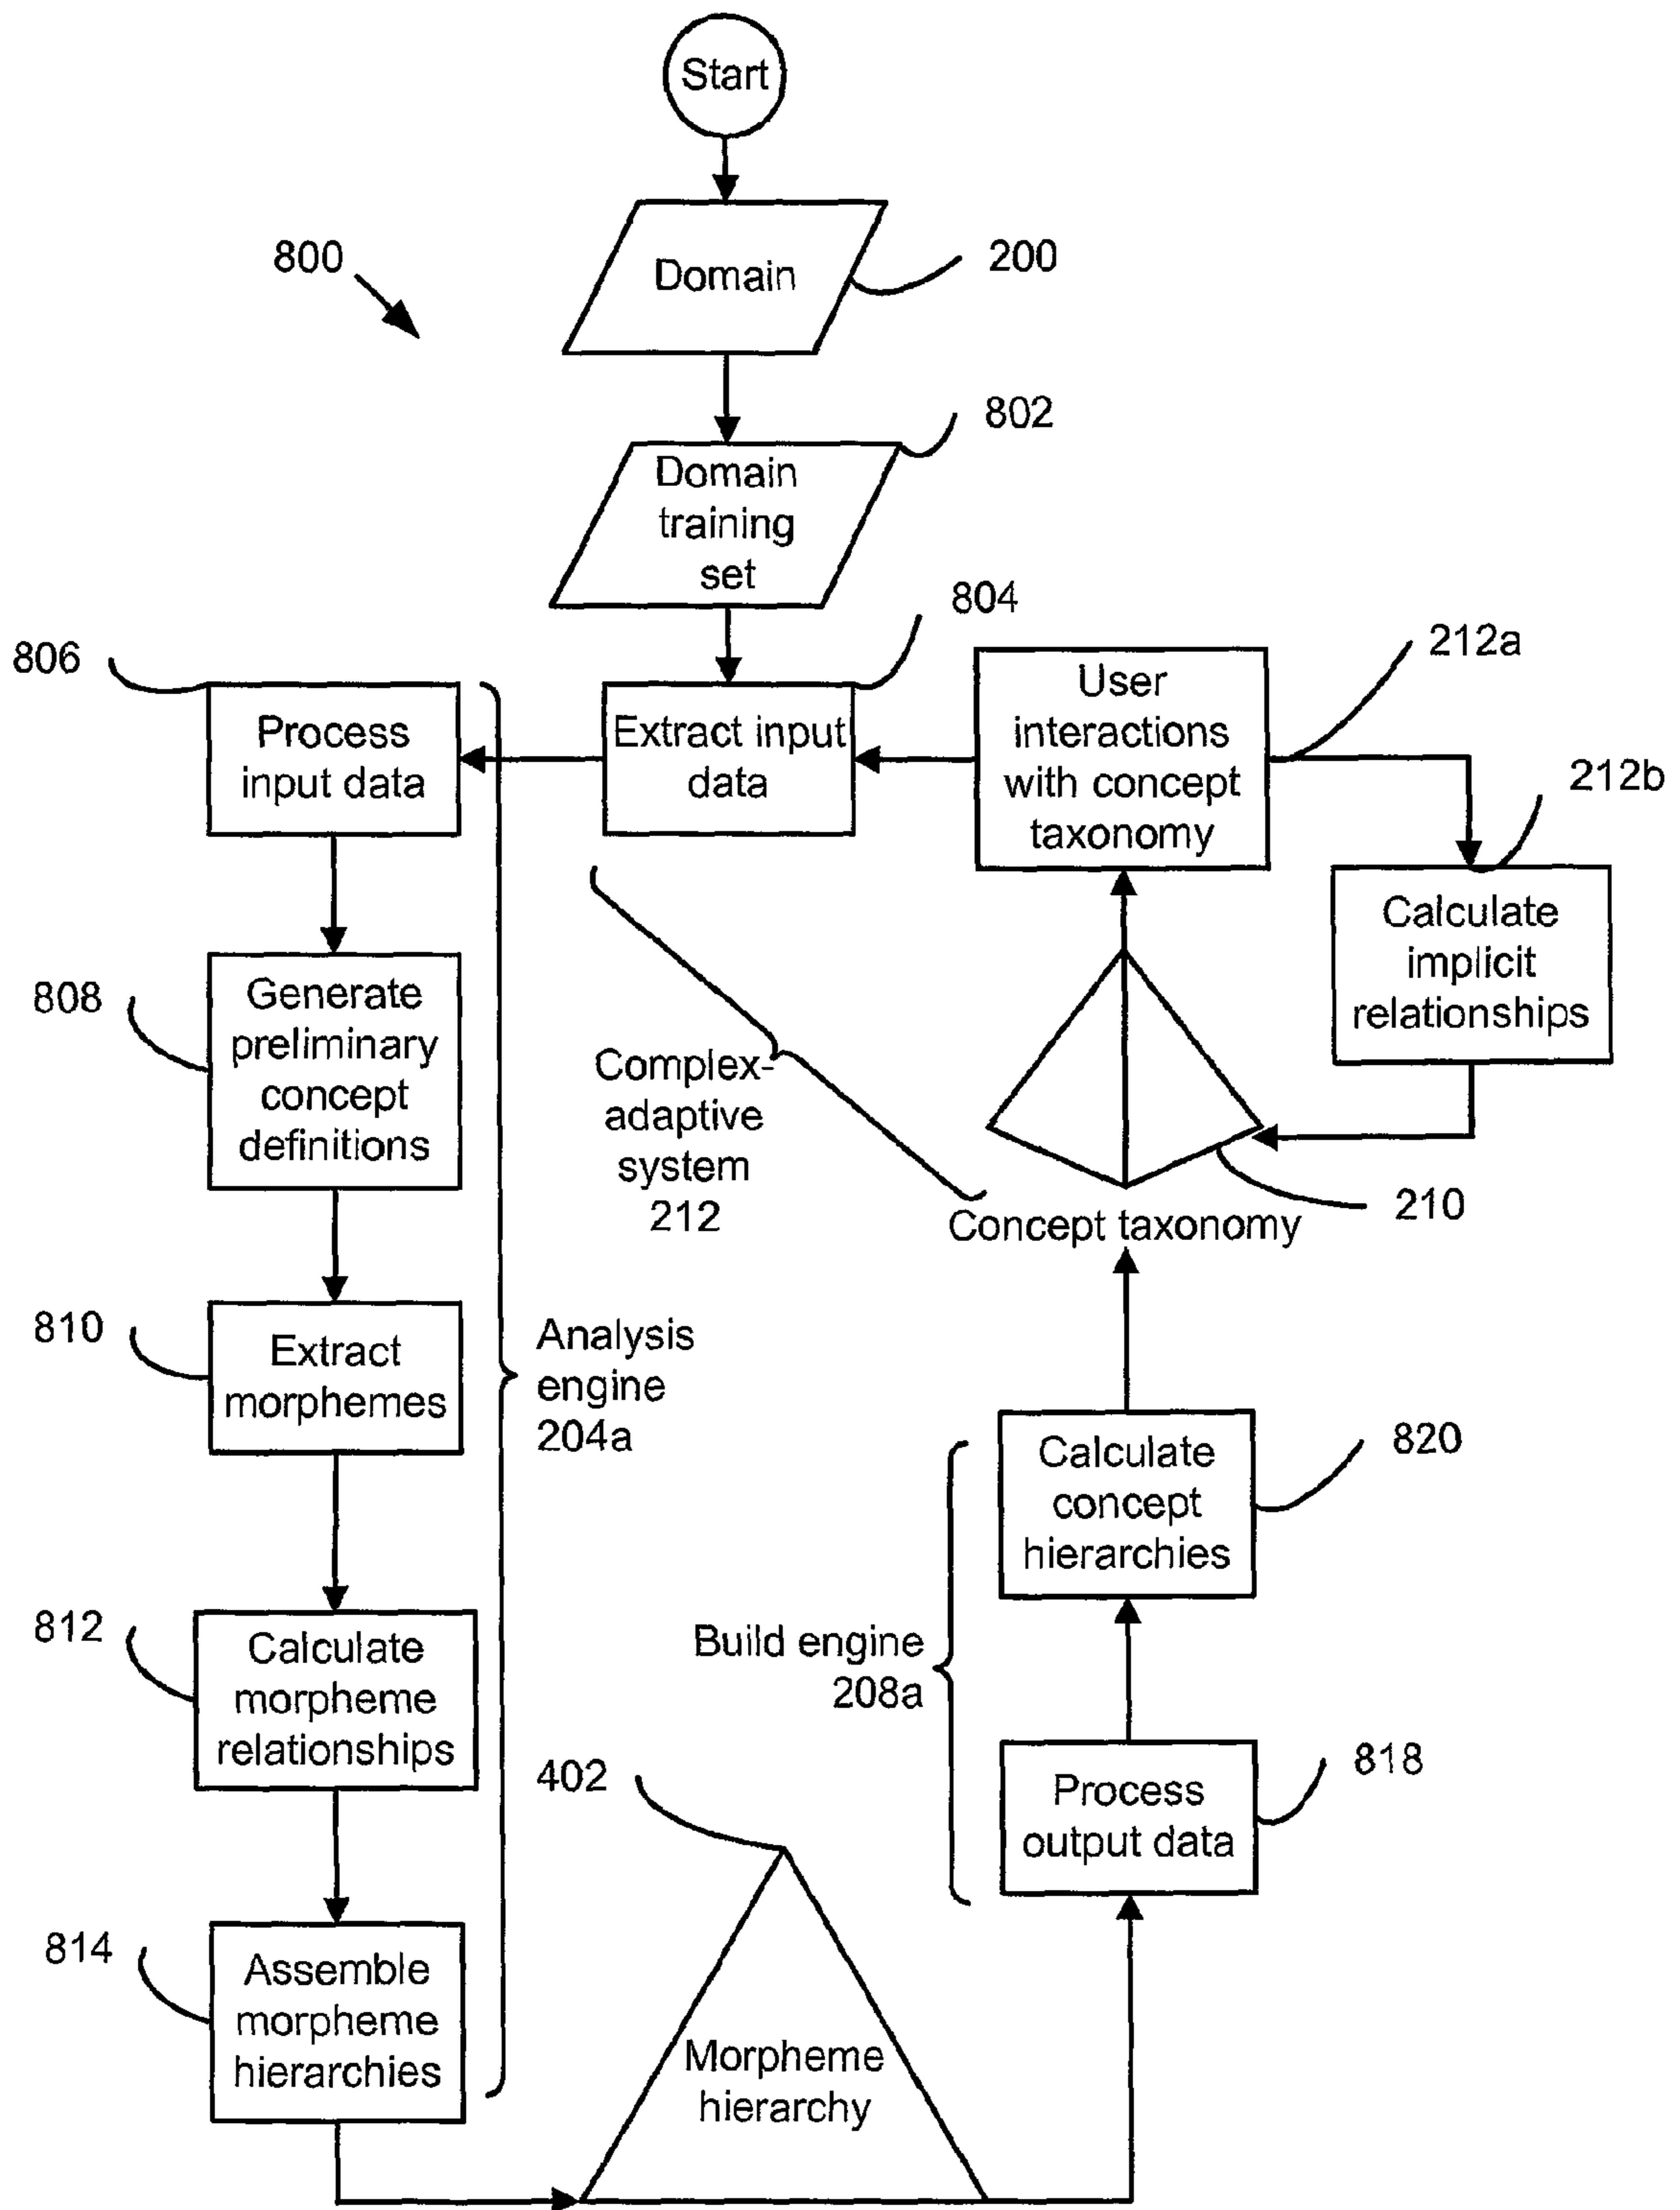 Start
800
Domain
200
802
Domain
training
set
804
806
Process
input data
Extract input
data
User
interactions
with concept
taxonomy
212a
212b
Calculate
implicit
relationships
808
Generate
preliminary
concept
definitions
Complex-
adaptive
system
212
210
Concept taxonomy
810
Extract
morphemes
Analysis
engine
204a
Calculate
concept
hierarchies
820
812
Calculate
morpheme
relationships
Build engine
208a
402
Process
output data
818
814
Assemble
morpheme
hierarchies
Morpheme
hierarchy